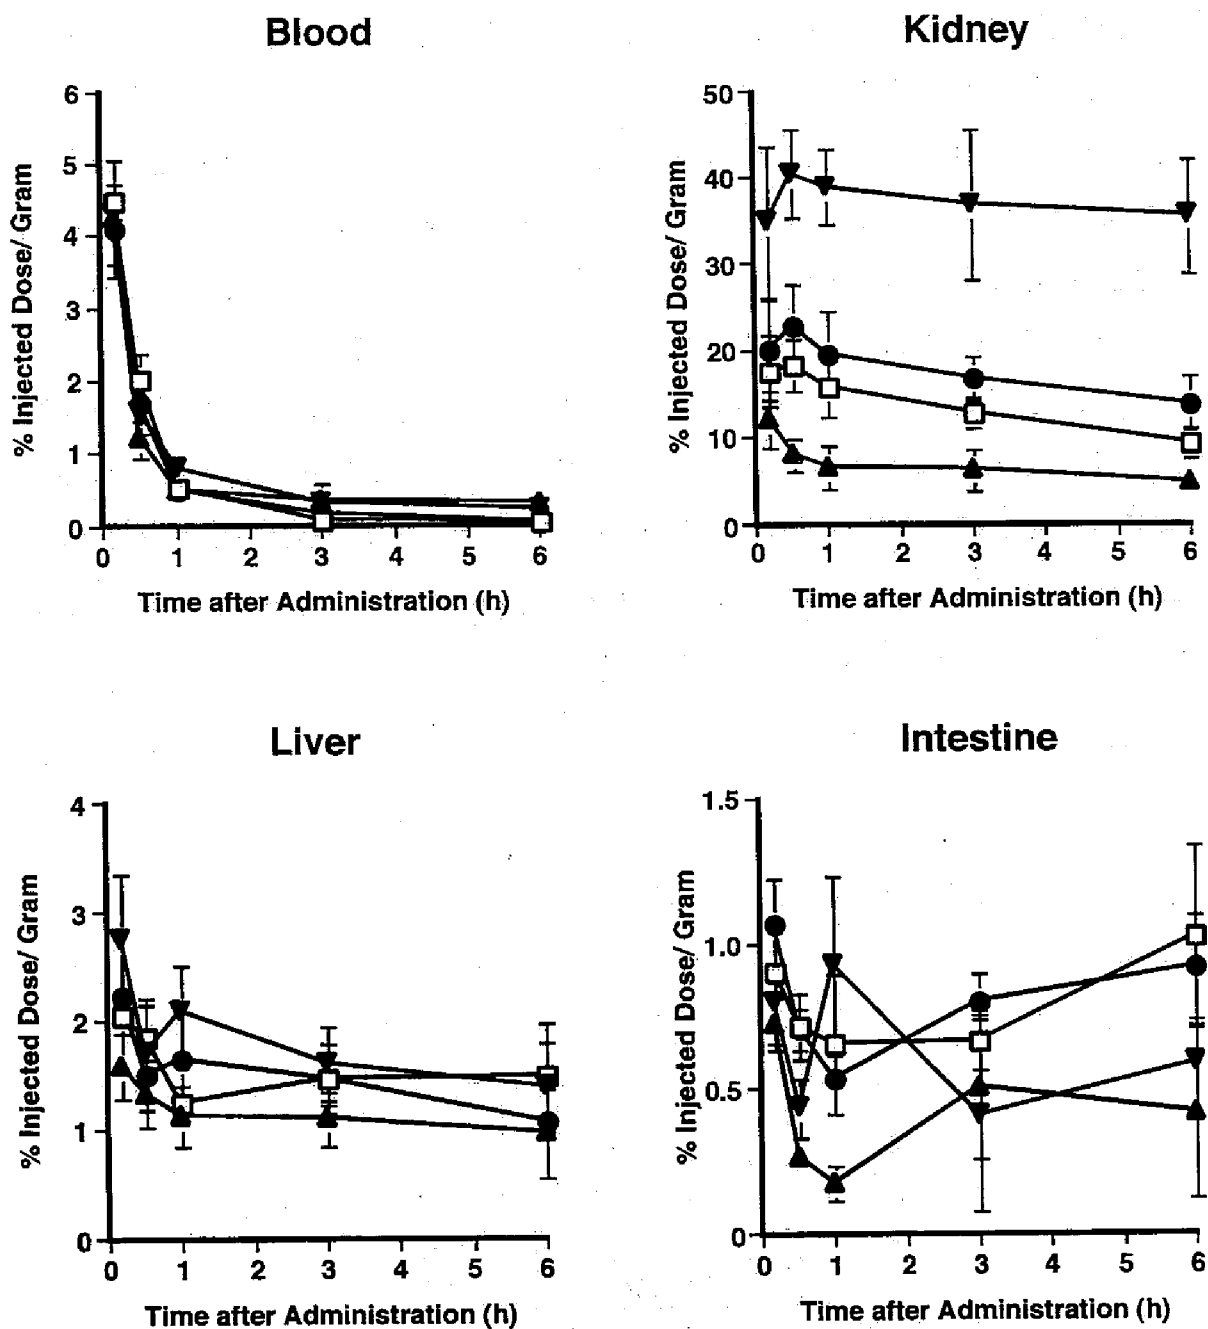 Blood
6
5
4
3
2
1
0
% Injected Dose/ Gram
0 1 2 3 4 5 6
Time after Administration (h)
Kidney
50
40
30
20
10
0
% Injected Dose/ Gram
0 1 2 3 4 5 6
Time after Administration (h)
Liver
4
3
2
1
0
% Injected Dose/ Gram
0 1 2 3 4 5 6
Time after Administration (h)
Intestine
1.5
1.0
0.5
0
% Injected Dose/ Gram
0 1 2 3 4 5 6
Time after Administration (h)